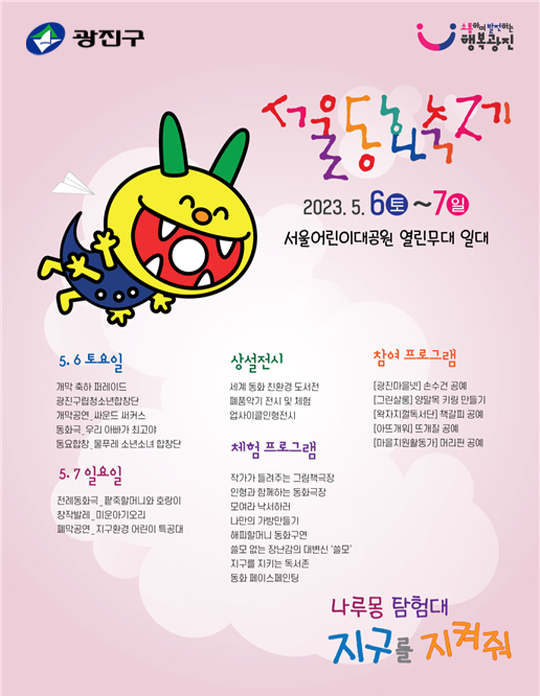 광진구
소통하며 발전하는
행복광진
서울동화축제
2023. 5. 6토~7일
서울어린이대공원 열린무대 일대
5. 6 토요일
개막 축하 퍼레이드
광진구립청소년합창단
개막공연_싸운드 써커스
동화극_우리 아빠가 최고야
동요합창_물푸레 소년소녀 합창단
5. 7 일요일
전래동화극_팥죽할머니와 호랑이
창작발레_미운아기오리
폐막공연_지구환경 어린이 특공대
상설전시
세계 동화 친환경 도서전
폐품악기 전시 및 체험
업사이클인형전시
체험 프로그램
작가가 들려주는 그림책극장
인형과 함께하는 동화극장
모여라 낙서하러
나만의 가방만들기
해피할머니 동화구연
쓸모 없는 장난감의 대변신 '쓸모'
지구를 지키는 독서존
동화 페이스페인팅
참여 프로그램
[광진마을넷] 손수건 공예
[그린살롱] 양말목 키링 만들기
[왁자지껄독서단] 책갈피 공예
[아뜨개워] 뜨개질 공예
[마을지원활동가] 머리핀 공예
나루몽 탐험대
지구를 지켜줘